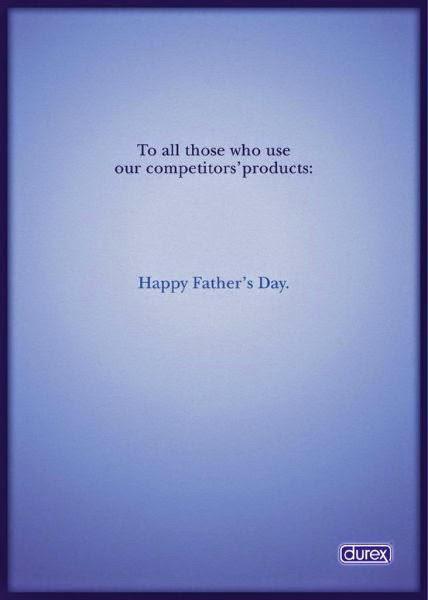 To all those who use
our competitors’products:
Happy Father’s Day.
durex